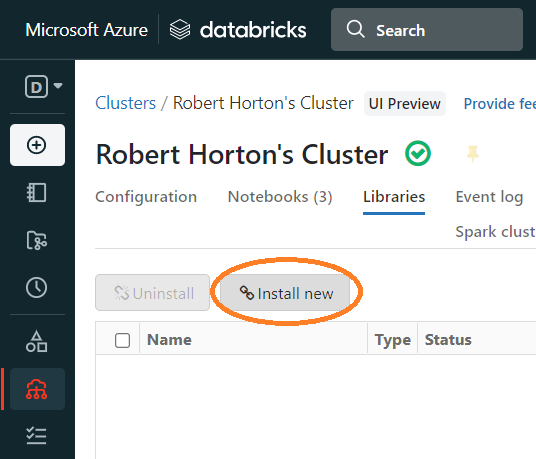 Microsoft Azure databricks Search
D
Clusters / Robert Horton's Cluster UI Preview Provide fee
Robert Horton's Cluster
Configuration Notebooks (3) Libraries Event log
Spark clust
Uninstall Install new
Name Type Status